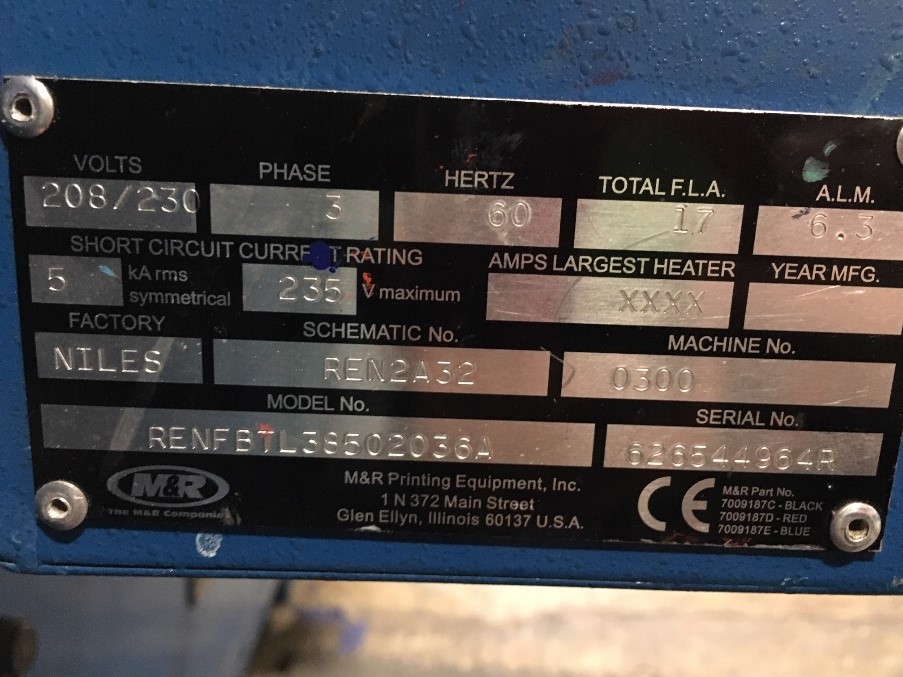 VOLTS PHASE HERTZ TOTAL F.L.A. A.L.M.
208/230 3 60 17 6.3
SHORT CIRCUIT CURRENT RATING AMPS LARGEST HEATER YEAR MFG.
5 kA rms symmetrical 235 V maximum XXXX
FACTORY SCHEMATIC No. MACHINE No.
NILES REN2A32 0300
MODEL No. SERIAL No.
RENFBTL38502036A 626544964R
M&R
The M&R Companies
M&R Printing Equipment, Inc.
1 N 372 Main Street
Glen Ellyn, Illinois 60137 U.S.A.
CE
M&R Part No.
7009187C - BLACK
7009187D - RED
7009187E - BLUE